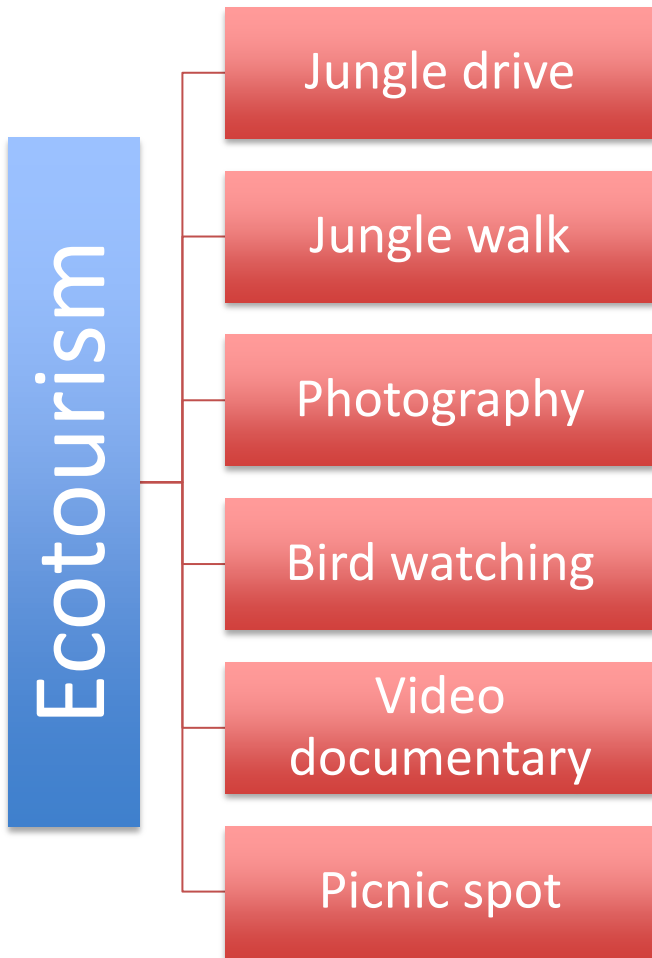 Ecotourism
Jungle drive
Jungle walk
Photography
Bird watching
Video
documentary
Picnic spot